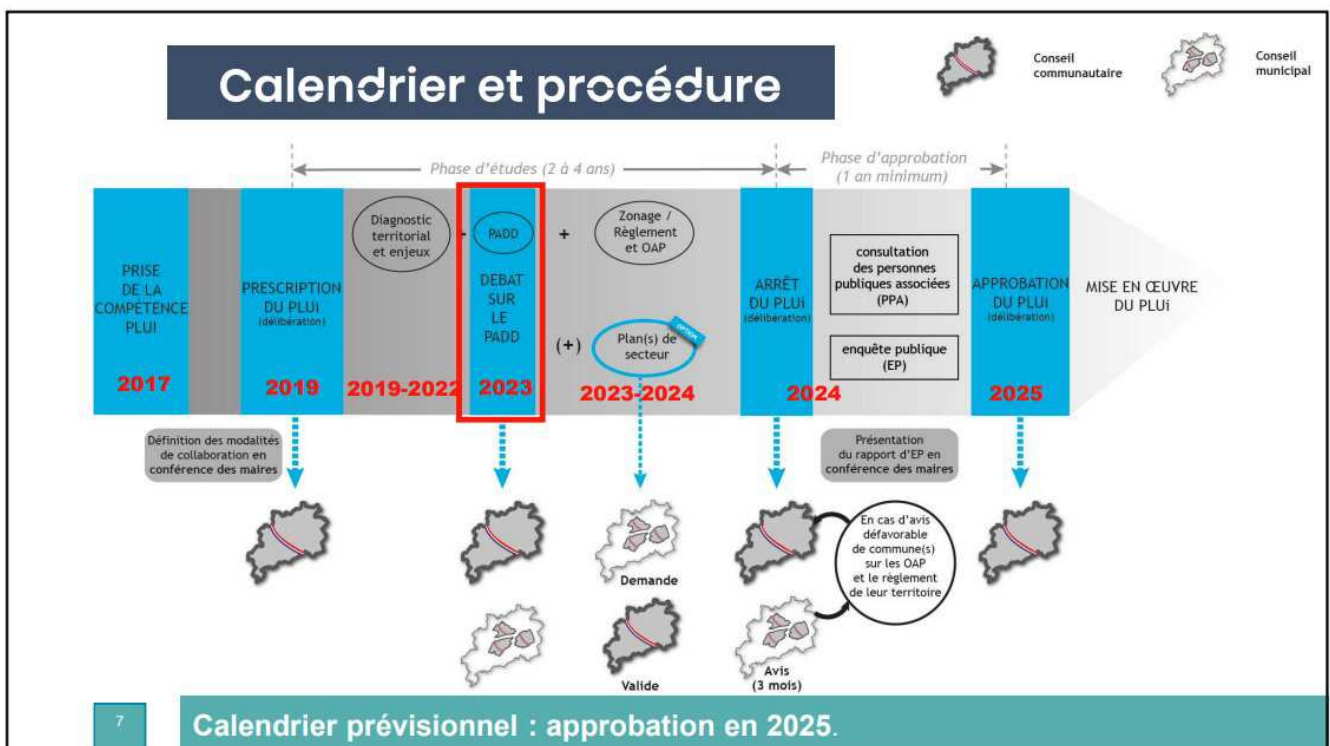 Calendrier et procédure
Conseil
communautaire
Conseil
municipal
Phase d'études (2 à 4 ans)
Phase d'approbation
(1 an minimum)
PRISE
DE LA
COMPÉTENCE
PLUI
2017
PRESCRIPTION
DU PLUi
(délibération)
2019
Diagnostic
territorial
et enjeux
2019-2022
+
PADD
DEBAT
SUR
LE
PADD
2023
+
Zonage /
Règlement
et OAP
(+)
Plan(s) de
secteur
OPTION
2023-2024
ARRÊT
DU PLUi
(délibération)
2024
consultation
des personnes
publiques associées
(PPA)
enquête publique
(EP)
APPROBATION
DU PLUi
(délibération)
2025
MISE EN ŒUVRE
DU PLUi
Définition des modalités
de collaboration en
conférence des maires
Présentation
du rapport d'EP en
conférence des maires
Demande
Valide
Avis
(3 mois)
En cas d'avis
défavorable
de commune(s)
sur les OAP
et le règlement
de leur territoire
7
Calendrier prévisionnel : approbation en 2025.